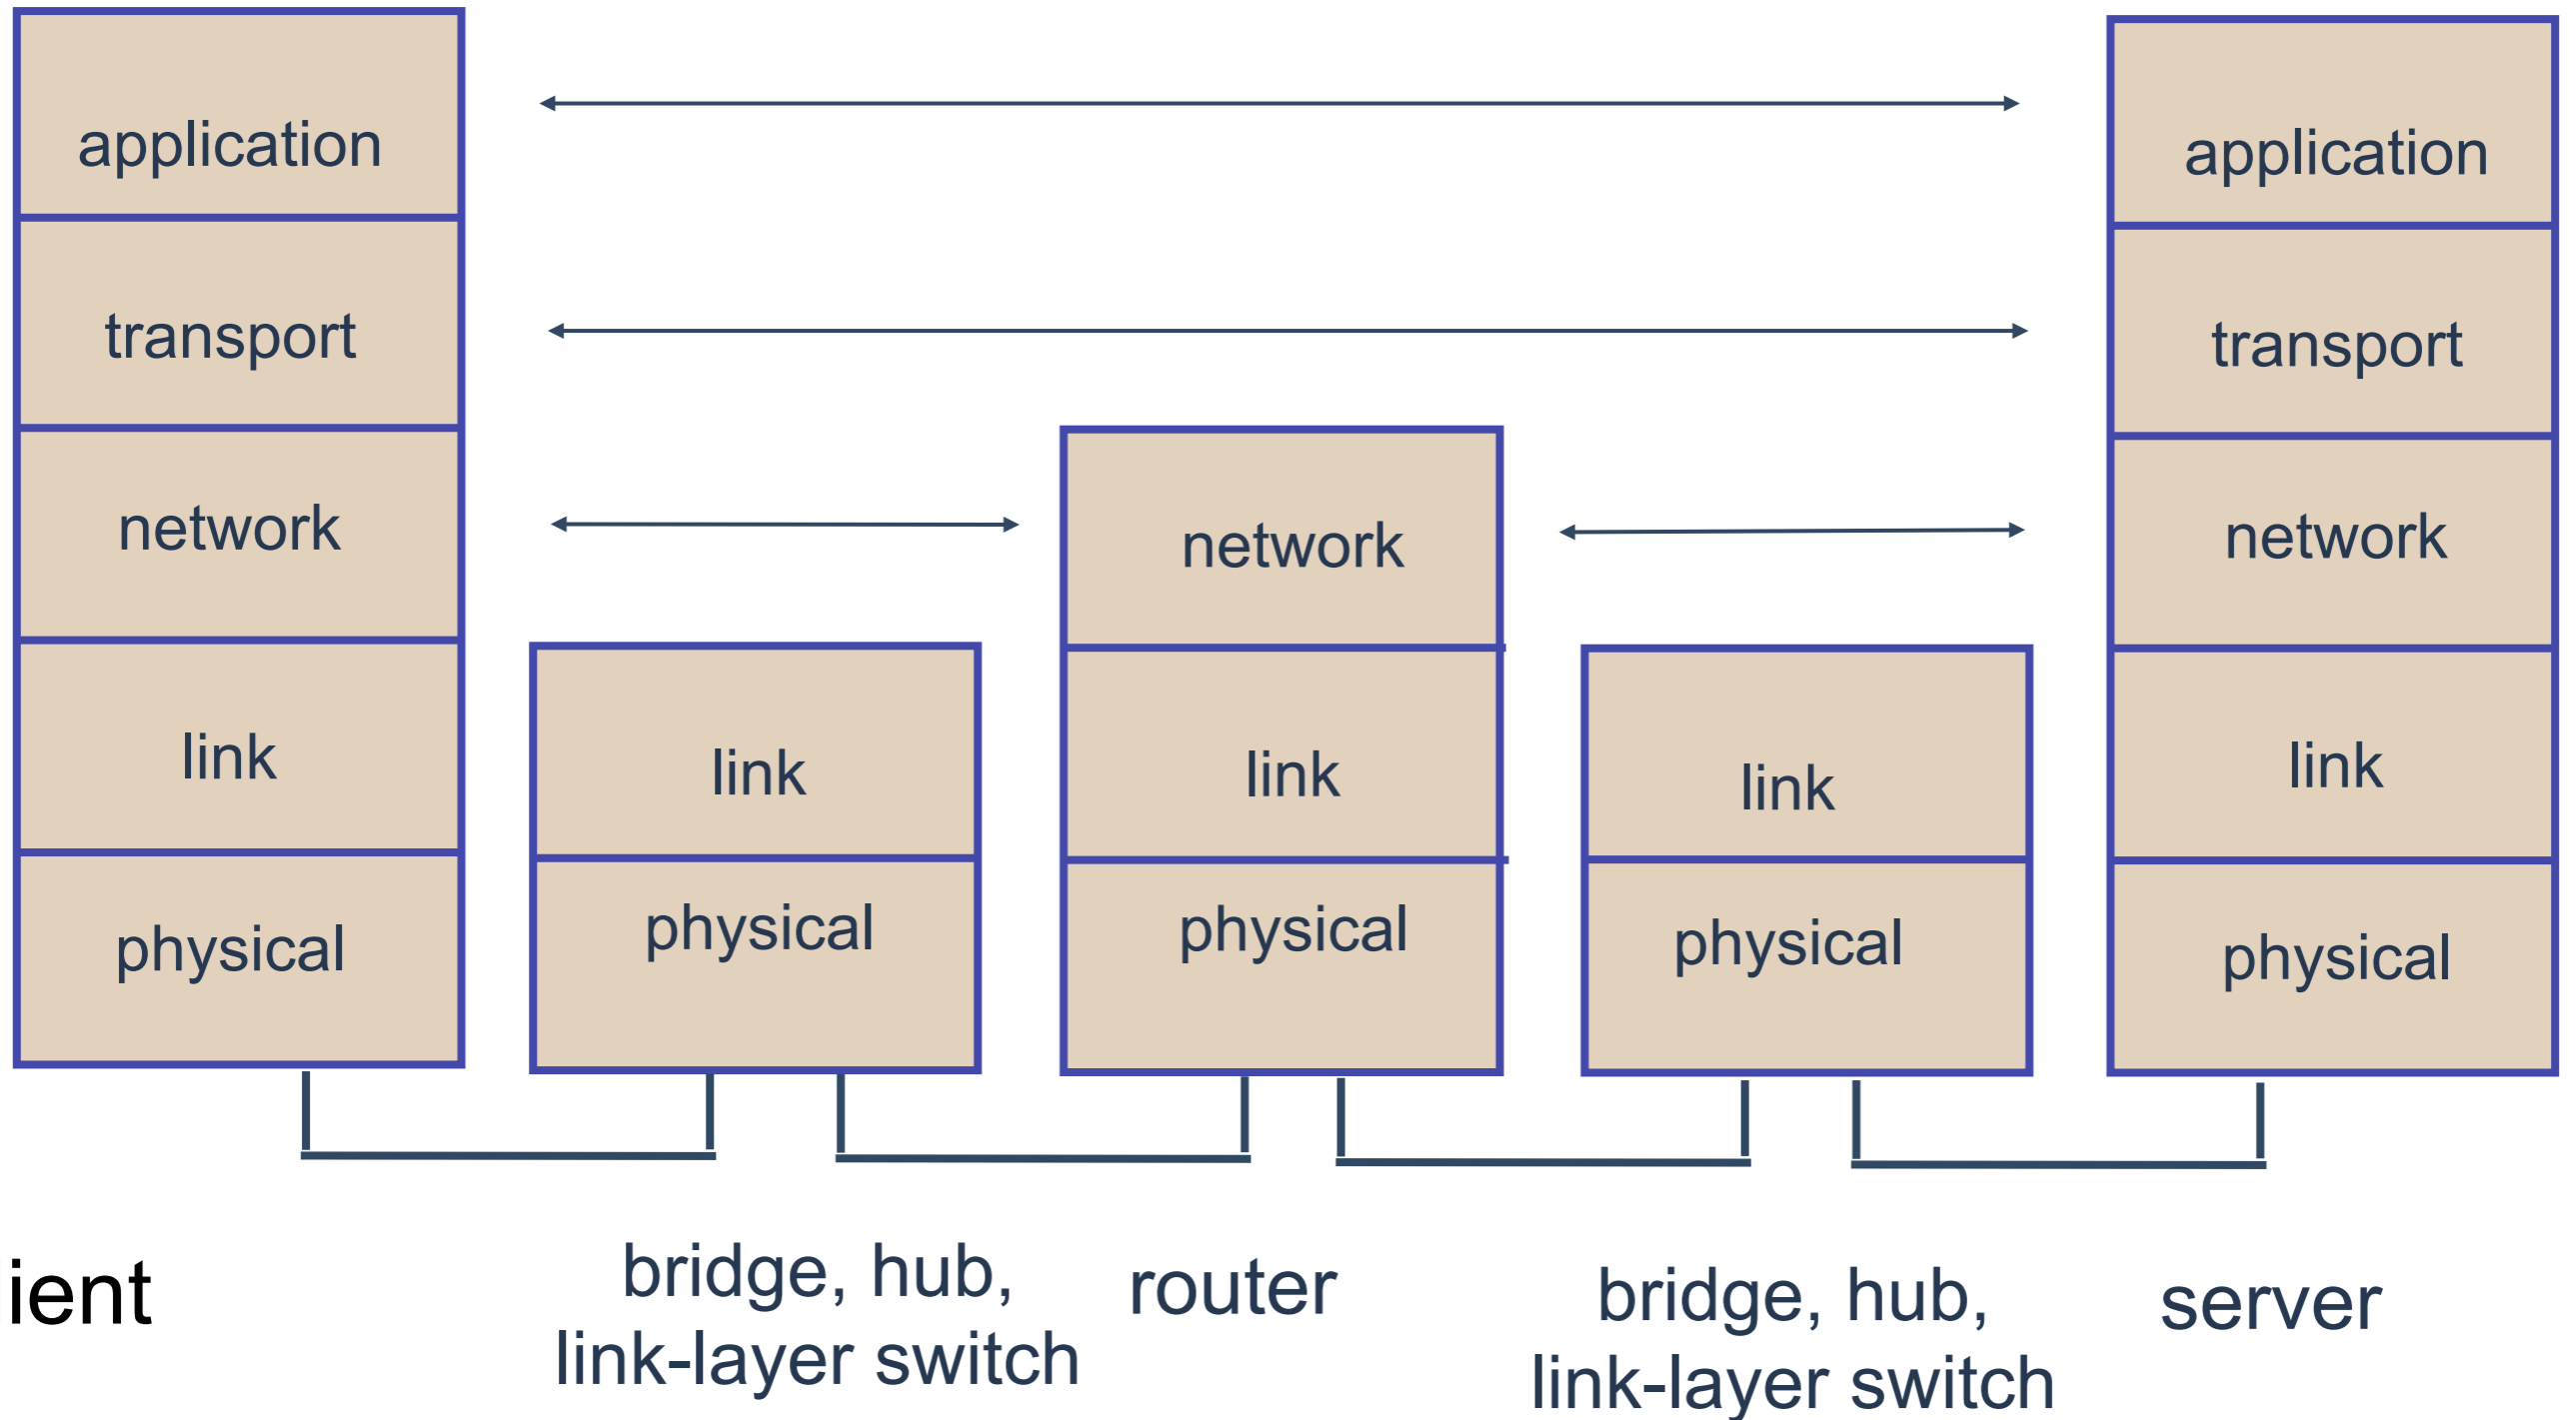 application
transport
network
link
physical
link
physical
network
link
physical
link
physical
application
transport
network
link
physical
ient
bridge, hub,
link-layer switch
router
bridge, hub,
link-layer switch
server